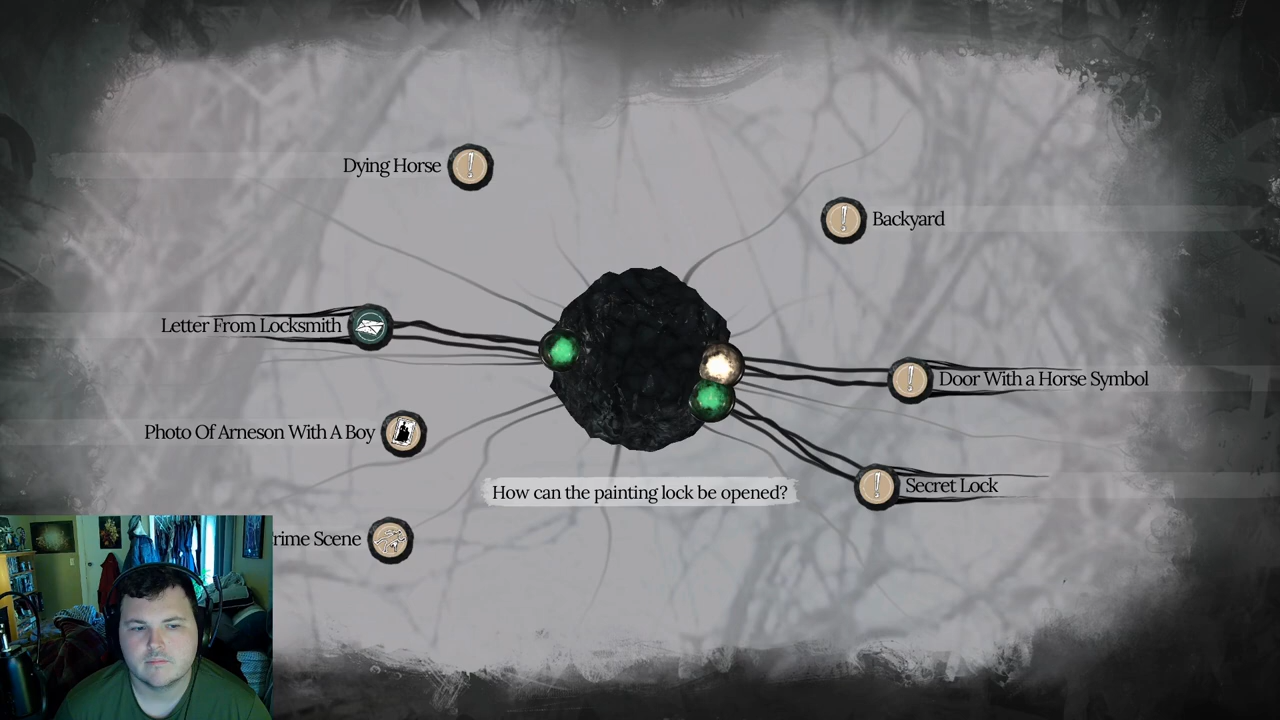 Dying Horse
Backyard
Letter From Locksmith
Door With a Horse Symbol
Photo Of Arneson With A Boy
Secret Lock
How can the painting lock be opened?
rime Scene